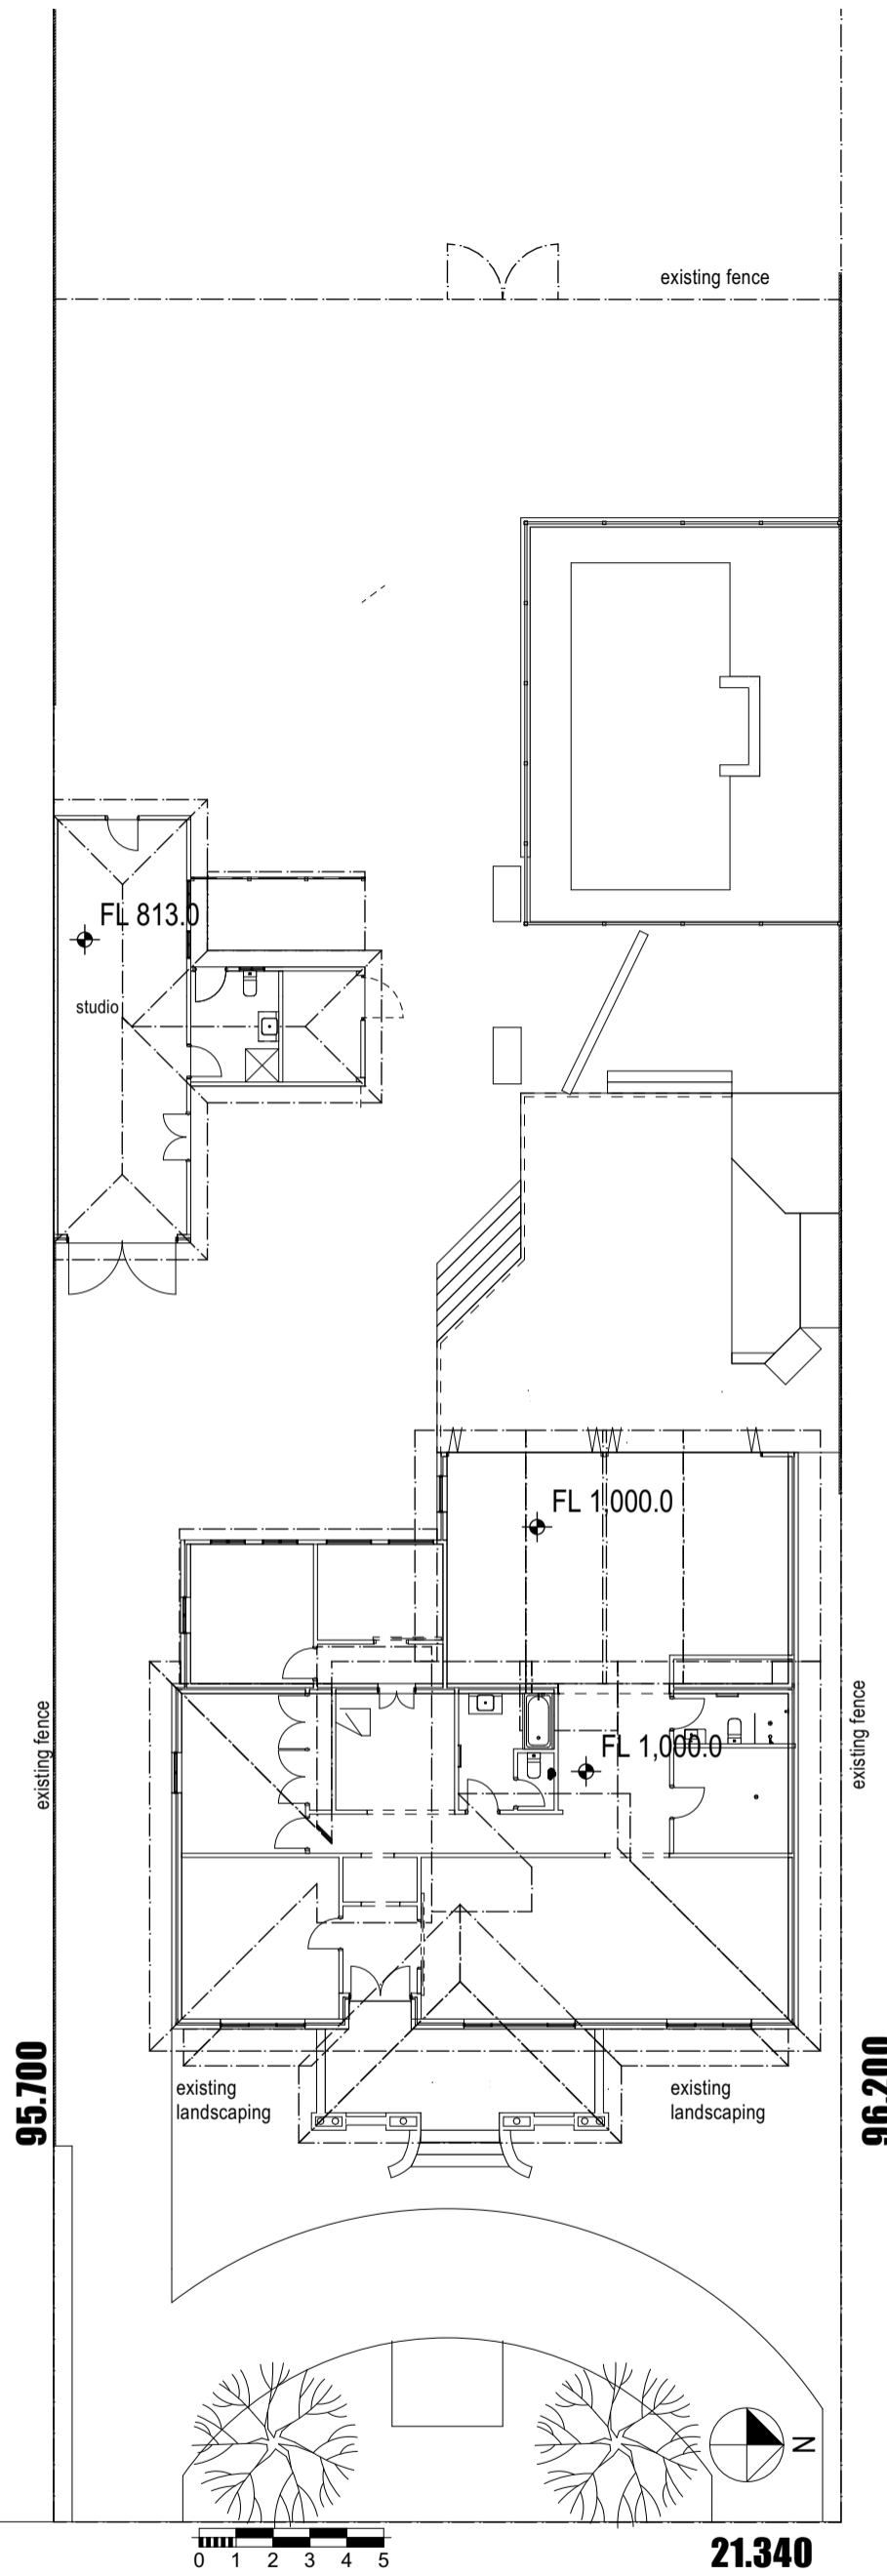 existing fence
FL 813.0
studio
FL 1,000.0
FL 1,000.0
existing fence
existing fence
95.700
96.200
existing
landscaping
existing
landscaping
N
0 1 2 3 4 5
21.340